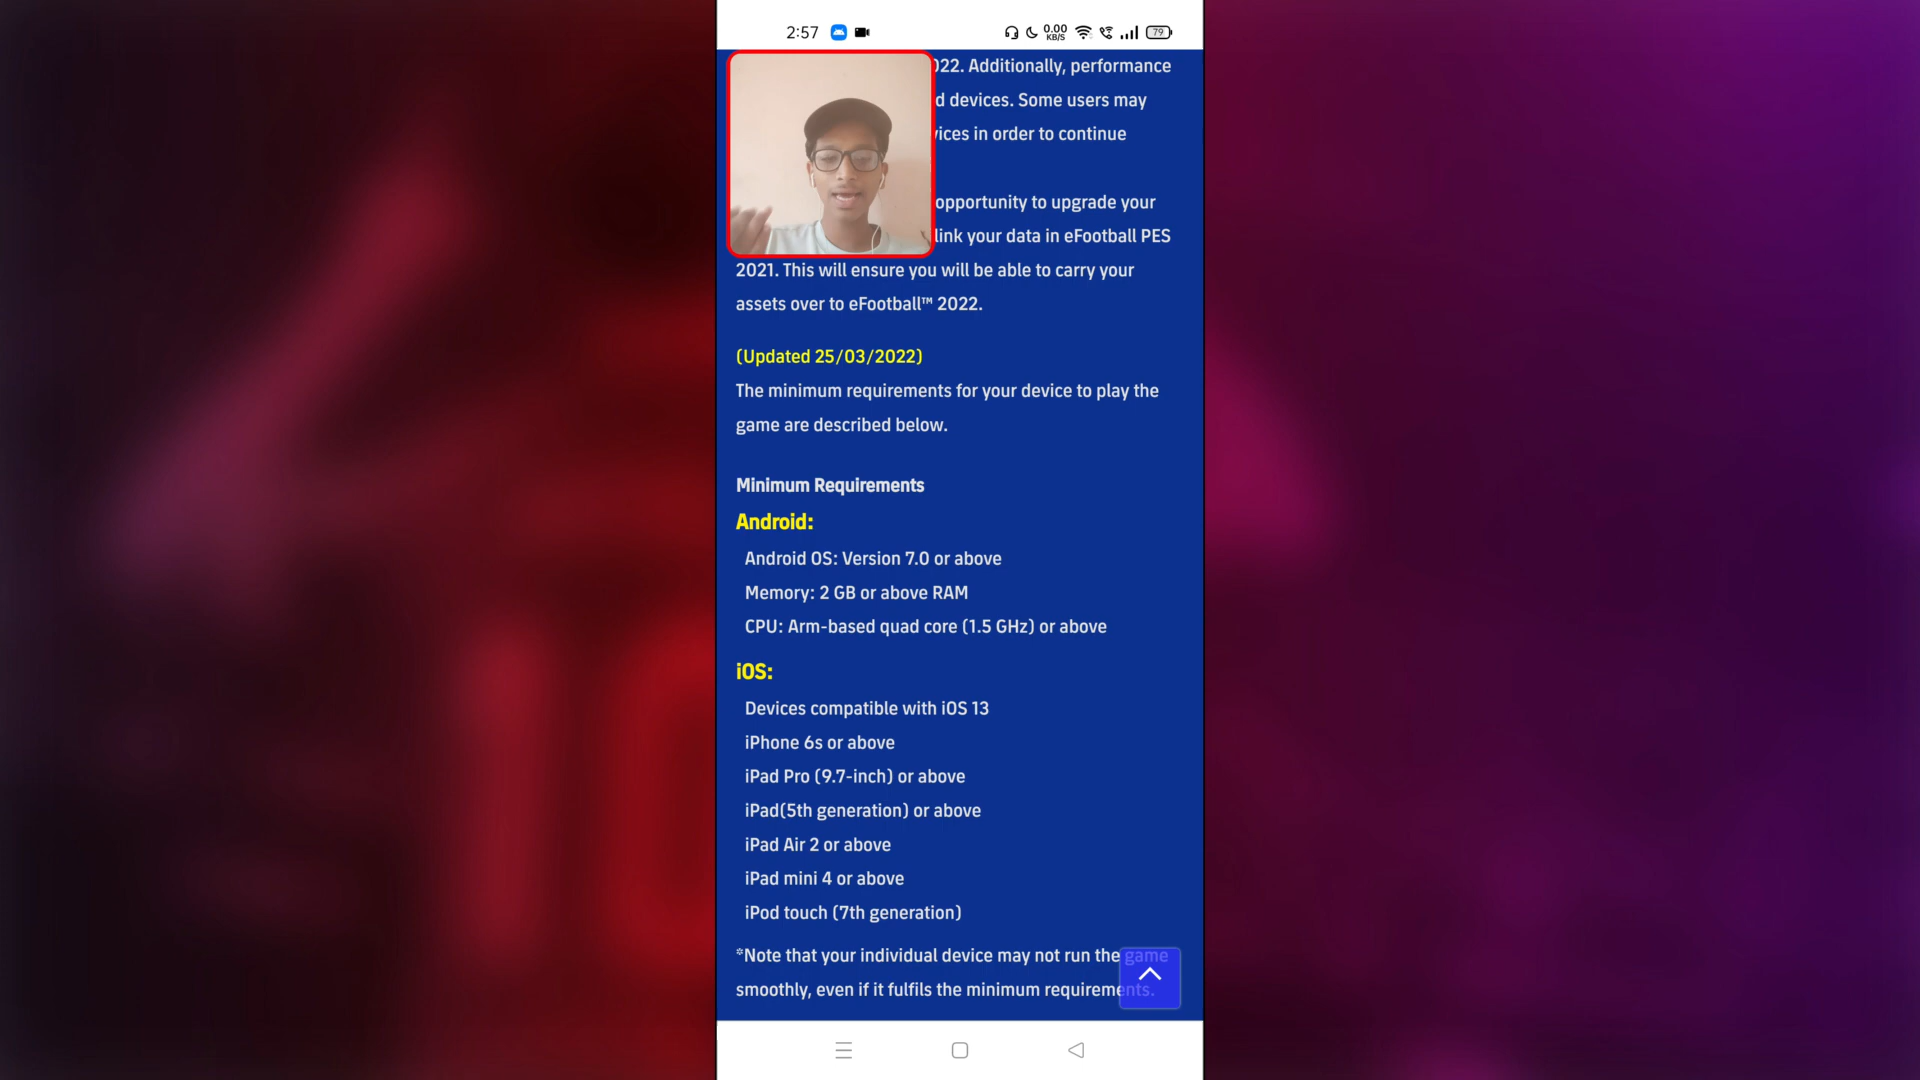 2:57
0.00
KB/S
79
022. Additionally, performance
d devices. Some users may
vices in order to continue
opportunity to upgrade your
link your data in eFootball PES
2021. This will ensure you will be able to carry your
assets over to eFootball™ 2022.
(Updated 25/03/2022)
The minimum requirements for your device to play the
game are described below.
Minimum Requirements
Android:
Android OS: Version 7.0 or above
Memory: 2 GB or above RAM
CPU: Arm-based quad core (1.5 GHz) or above
iOS:
Devices compatible with iOS 13
iPhone 6s or above
iPad Pro (9.7-inch) or above
iPad(5th generation) or above
iPad Air 2 or above
iPad mini 4 or above
iPod touch (7th generation)
*Note that your individual device may not run the game
smoothly, even if it fulfils the minimum requirements.